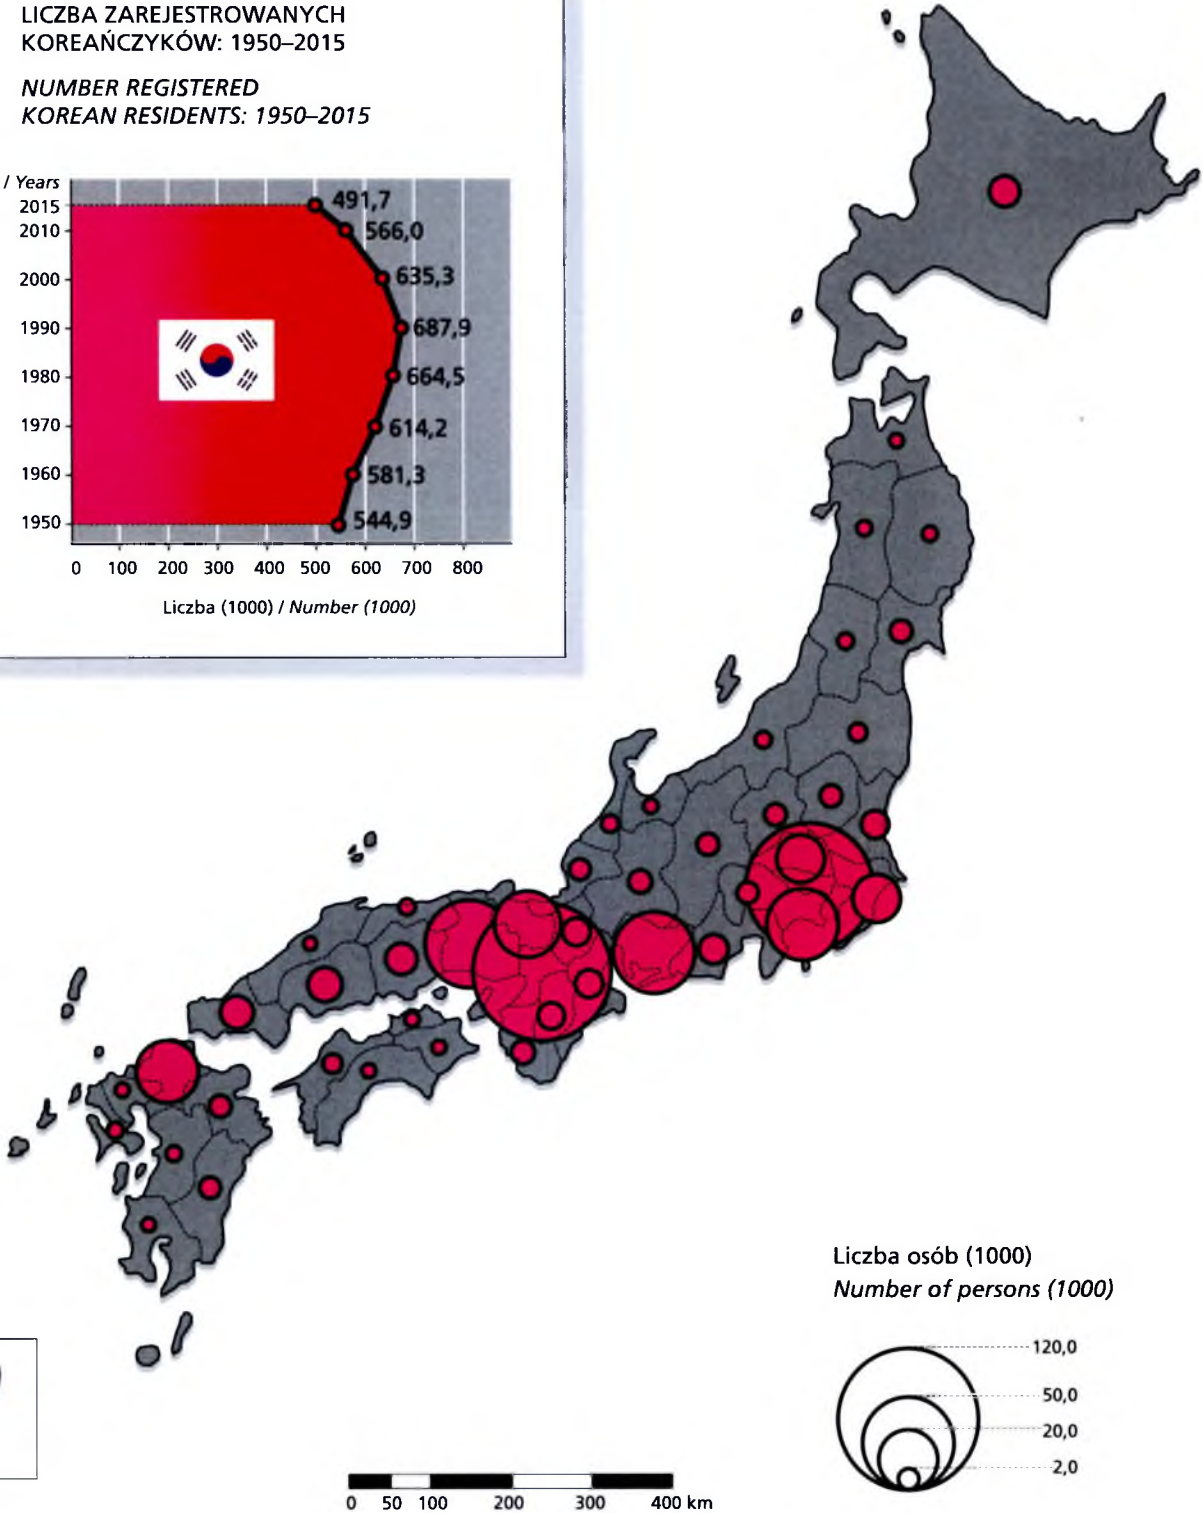 LICZBA ZAREJESTROWANYCH
KOREAŃCZYKÓW: 1950–2015
NUMBER REGISTERED
KOREAN RESIDENTS: 1950–2015
/ Years
2015
491,7
2010
566,0
2000
635,3
1990
687,9
1980
664,5
1970
614,2
1960
581,3
1950
544,9
0 100 200 300 400 500 600 700 800
Liczba (1000) / Number (1000)
Liczba osób (1000)
Number of persons (1000)
120,0
50,0
20,0
2,0
0 50 100 200 300 400 km